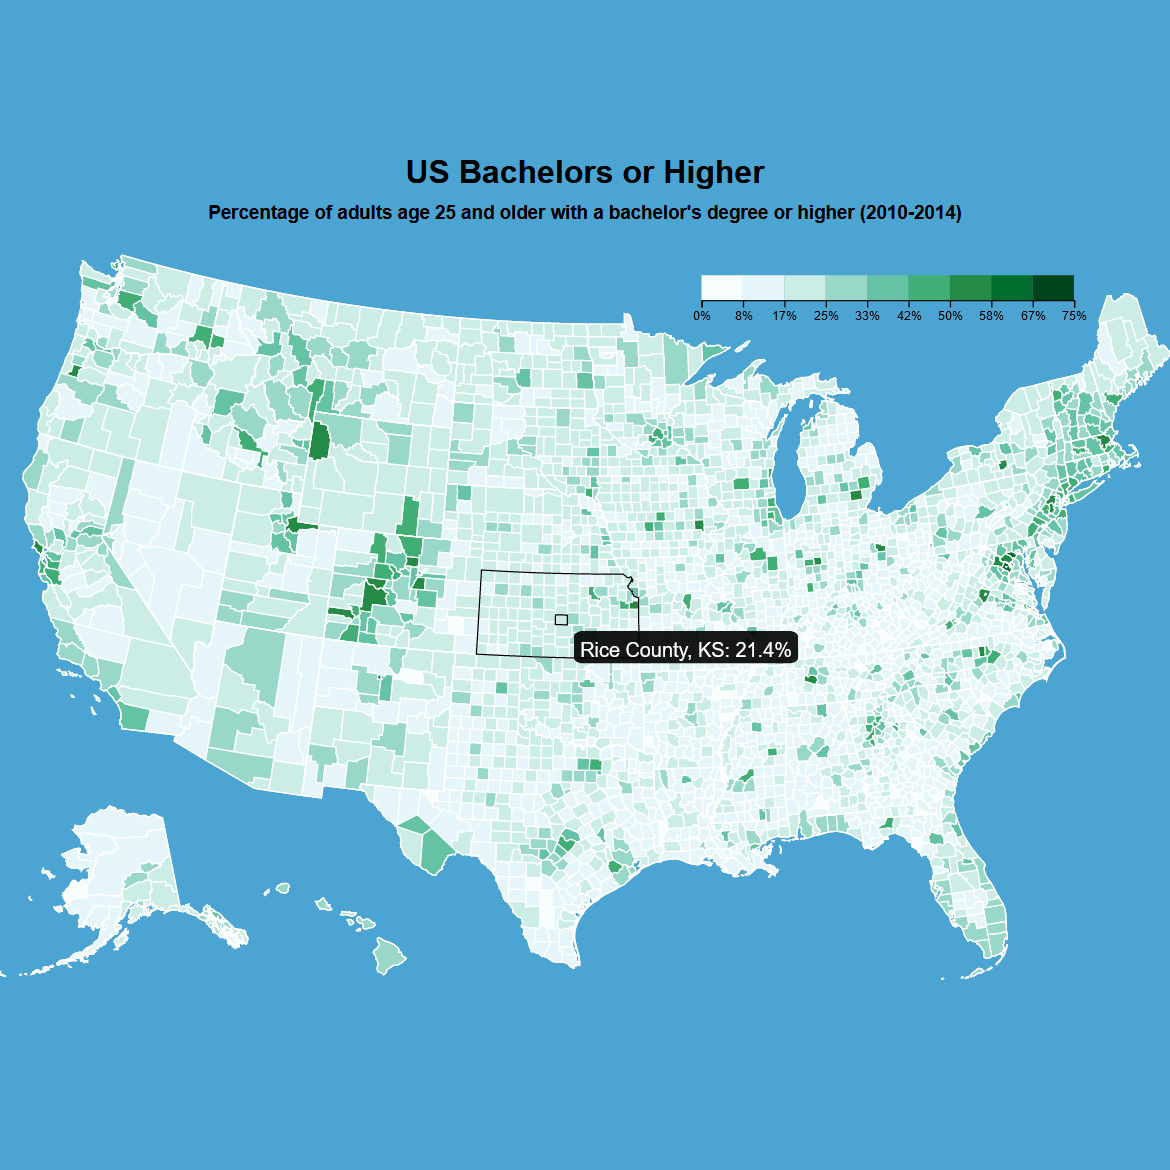 US Bachelors or Higher
Percentage of adults age 25 and older with a bachelor's degree or higher (2010-2014)
0% 8% 17% 25% 33% 42% 50% 58% 67% 75%
Rice County, KS: 21.4%